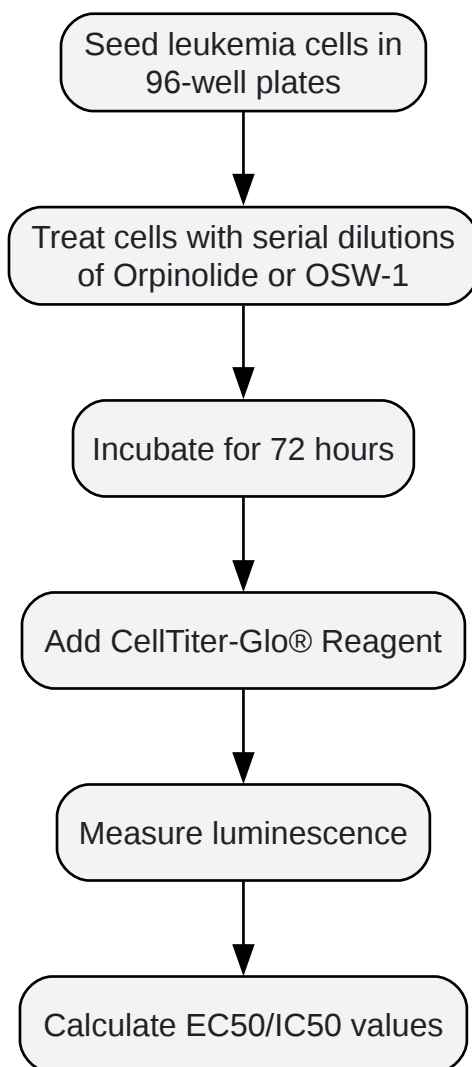 Seed leukemia cells in
96-well plates
Treat cells with serial dilutions
of Orpinolide or OSW-1
Incubate for 72 hours
Add CellTiter-Glo® Reagent
Measure luminescence
Calculate EC50/IC50 values